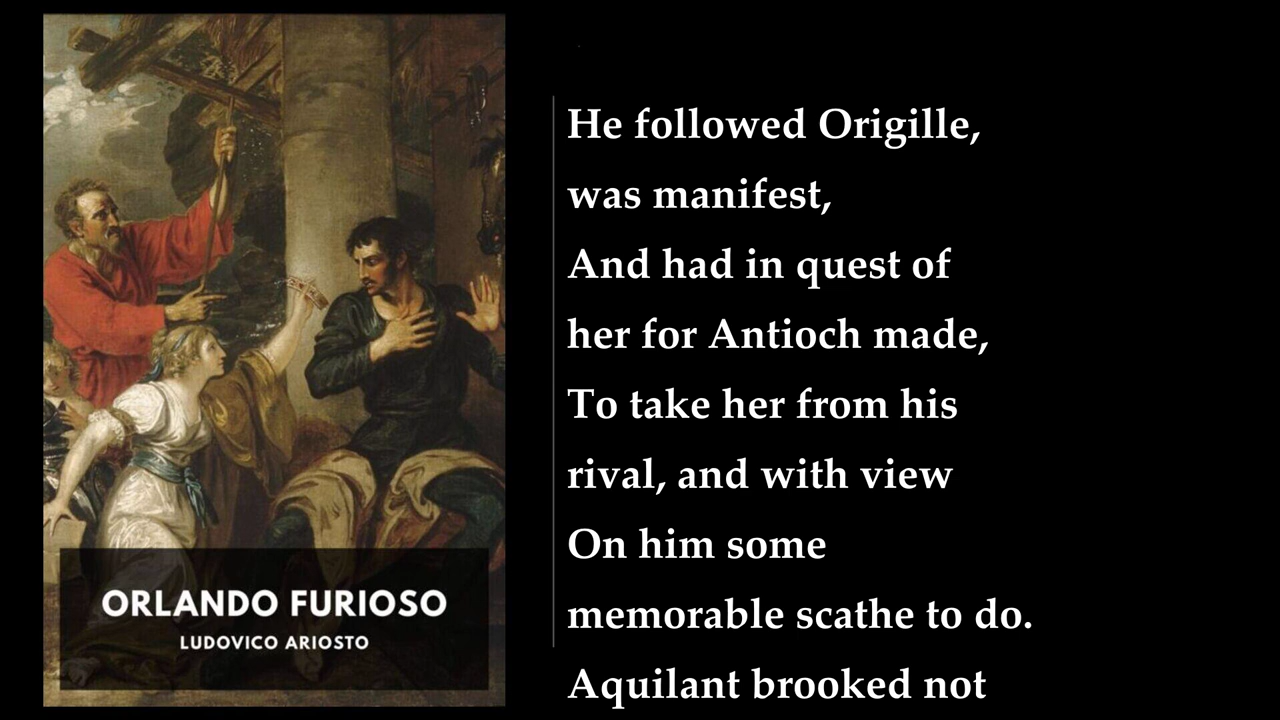 ORLANDO FURIOSO
LUDOVICO ARIOSTO
He followed Origille,
was manifest,
And had in quest of
her for Antioch made,
To take her from his
rival, and with view
On him some
memorable scathe to do.
Aquilant brooked not